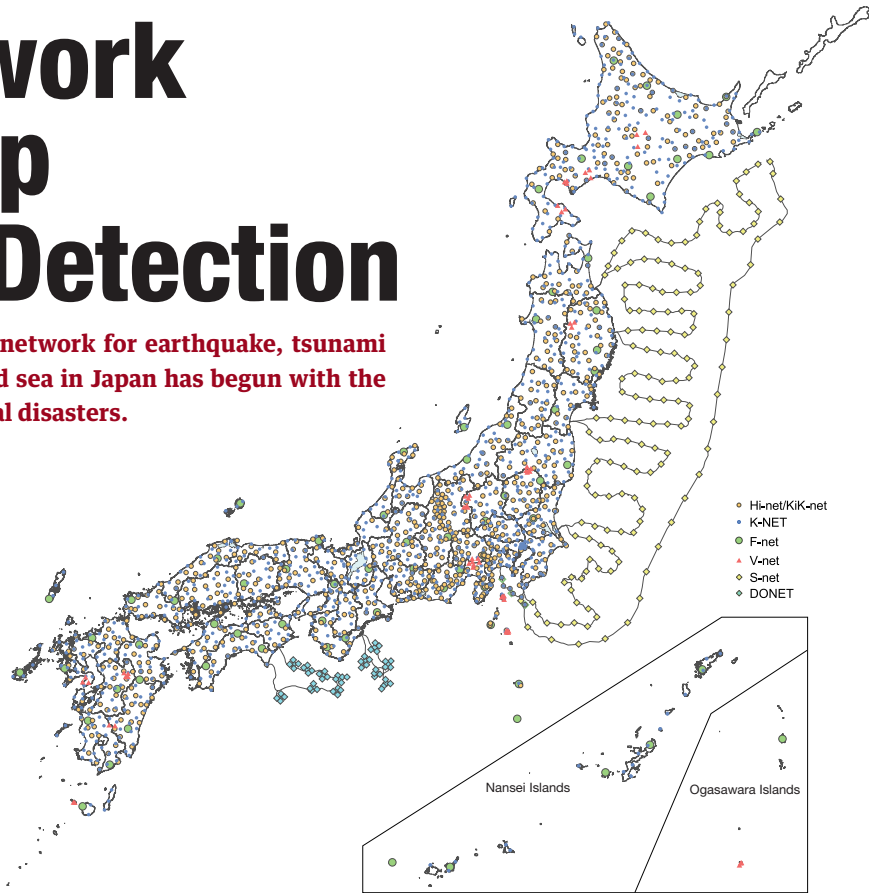 work
p
Detection
network for earthquake, tsunami
d sea in Japan has begun with the
al disasters.
Hi-net/KiK-net
K-NET
F-net
V-net
S-net
DONET
Nansei Islands
Ogasawara Islands